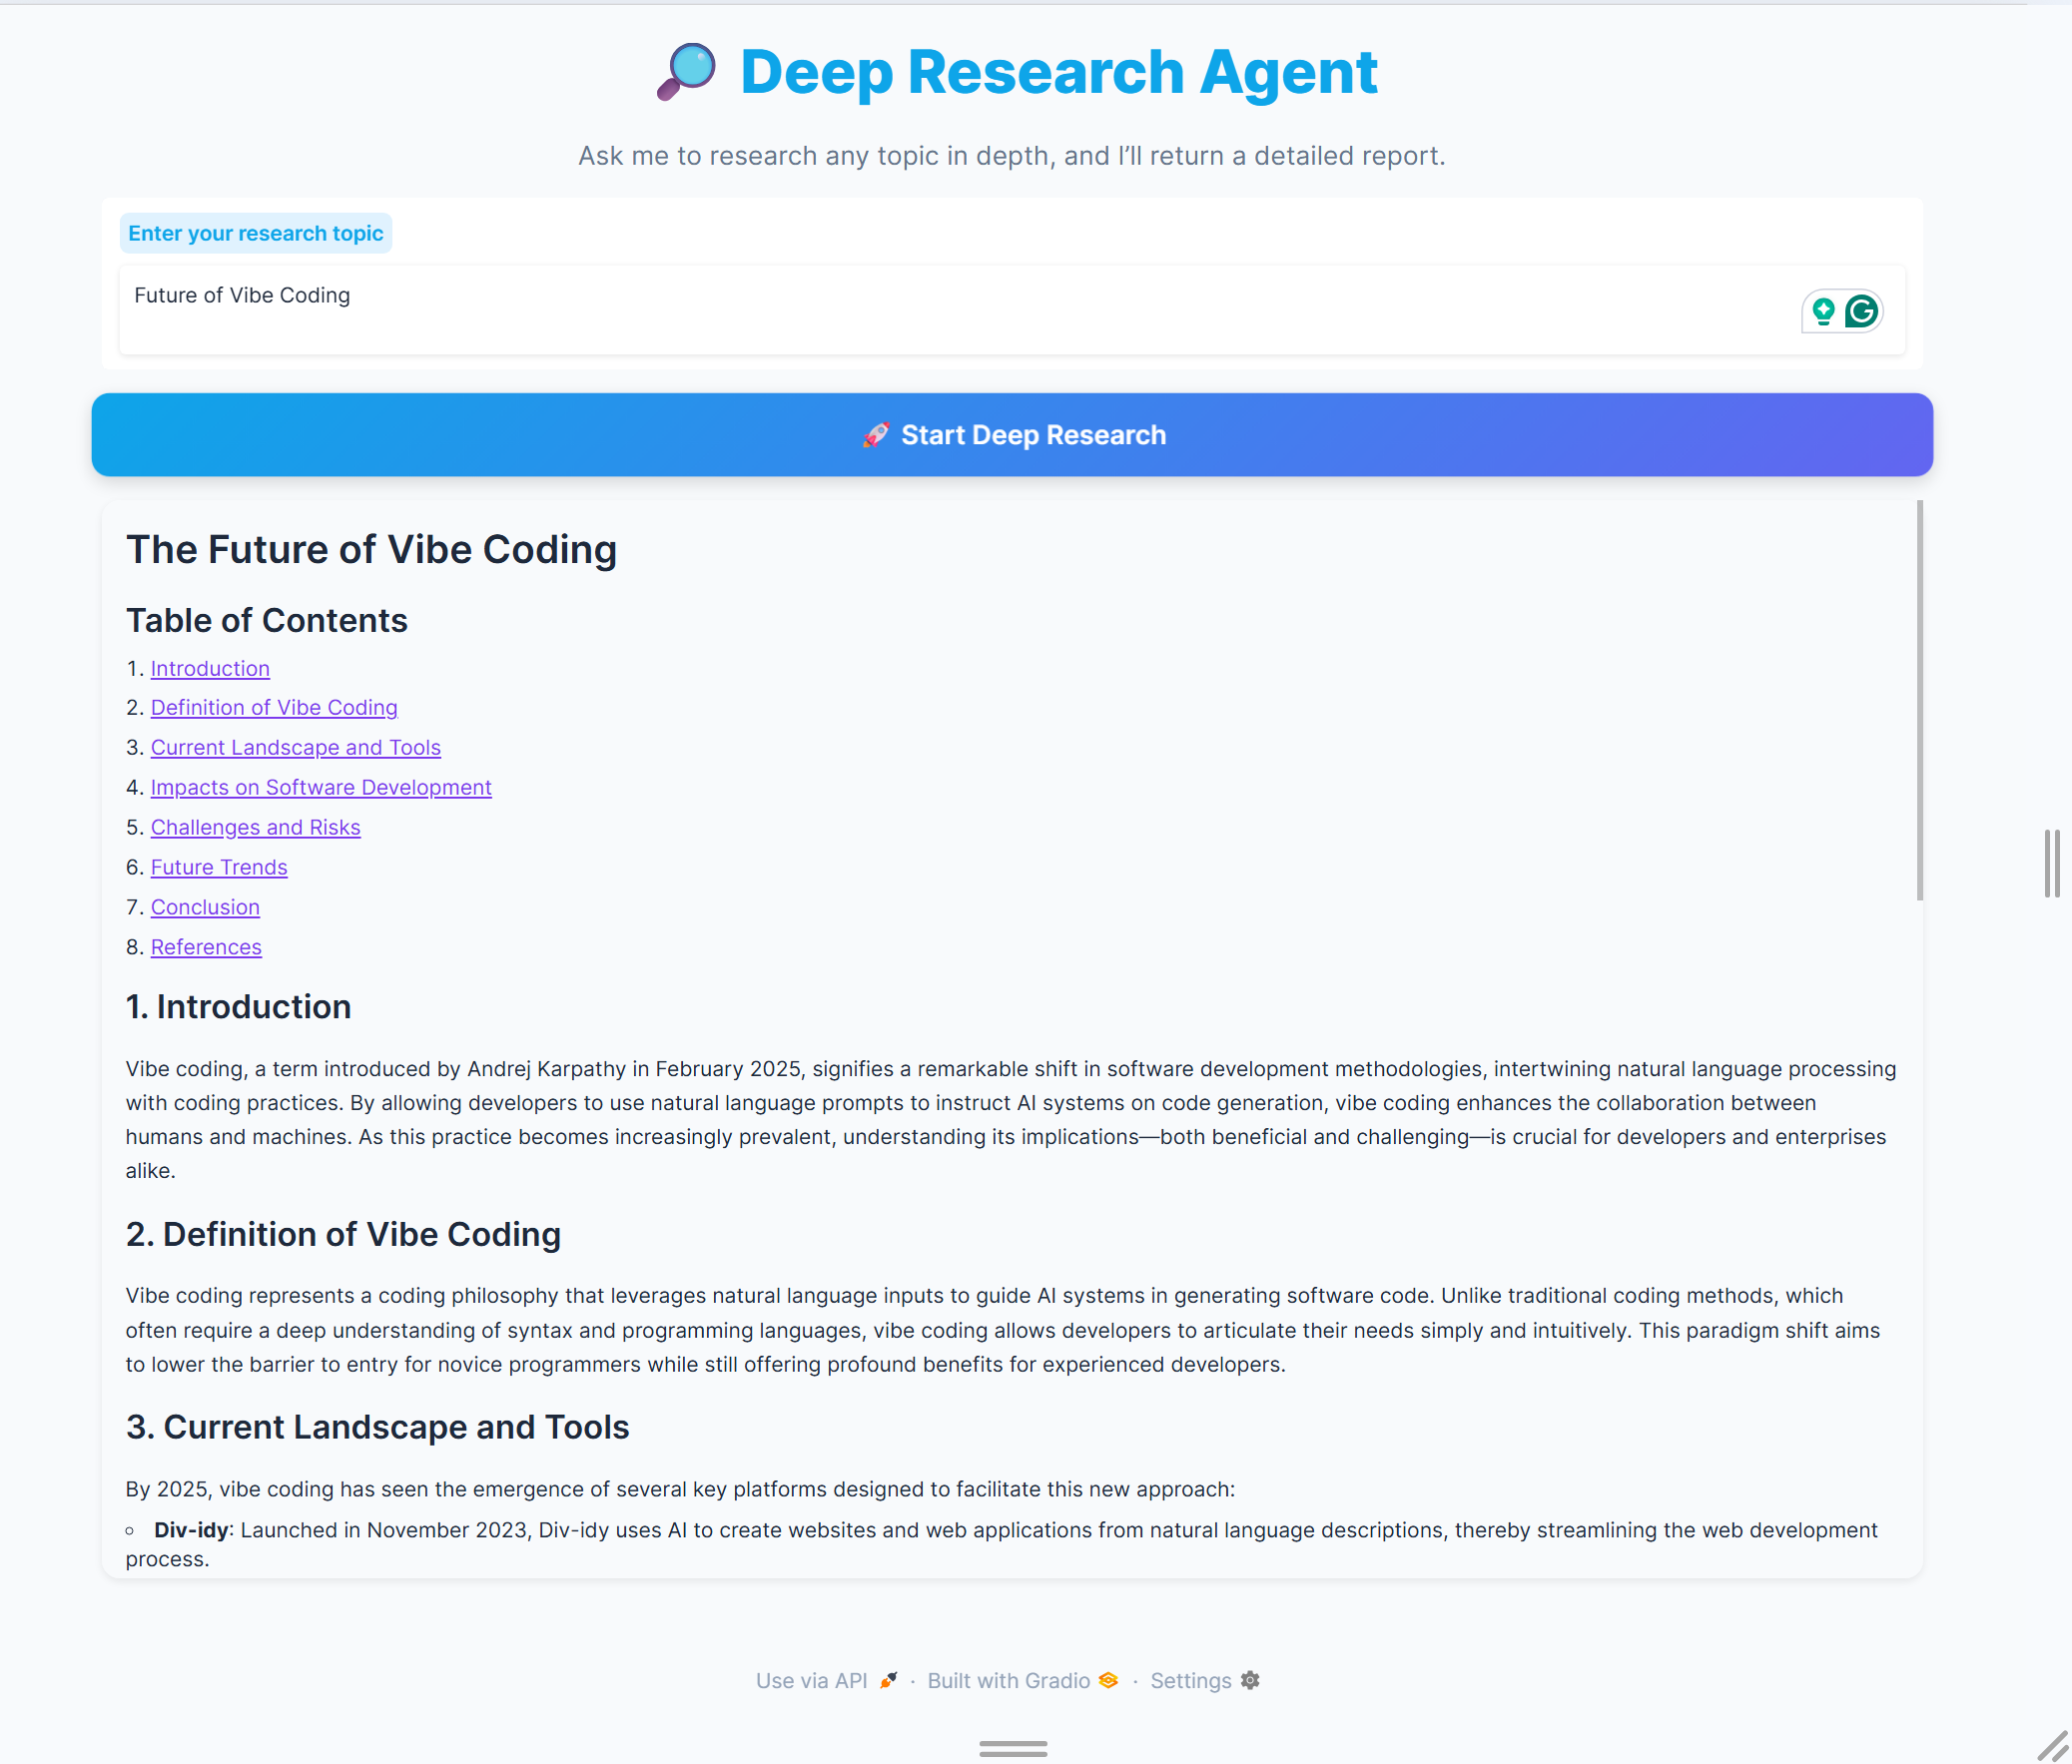 Deep Research Agent
Ask me to research any topic in depth, and I’ll return a detailed report.
Enter your research topic
Future of Vibe Coding
Start Deep Research
The Future of Vibe Coding
Table of Contents
1. Introduction
2. Definition of Vibe Coding
3. Current Landscape and Tools
4. Impacts on Software Development
5. Challenges and Risks
6. Future Trends
7. Conclusion
8. References
1. Introduction
Vibe coding, a term introduced by Andrej Karpathy in February 2025, signifies a remarkable shift in software development methodologies, intertwining natural language processing
with coding practices. By allowing developers to use natural language prompts to instruct AI systems on code generation, vibe coding enhances the collaboration between
humans and machines. As this practice becomes increasingly prevalent, understanding its implications—both beneficial and challenging—is crucial for developers and enterprises
alike.
2. Definition of Vibe Coding
Vibe coding represents a coding philosophy that leverages natural language inputs to guide AI systems in generating software code. Unlike traditional coding methods, which
often require a deep understanding of syntax and programming languages, vibe coding allows developers to articulate their needs simply and intuitively. This paradigm shift aims
to lower the barrier to entry for novice programmers while still offering profound benefits for experienced developers.
3. Current Landscape and Tools
By 2025, vibe coding has seen the emergence of several key platforms designed to facilitate this new approach:
Div-idy: Launched in November 2023, Div-idy uses AI to create websites and web applications from natural language descriptions, thereby streamlining the web development
process.
Use via API · Built with Gradio · Settings